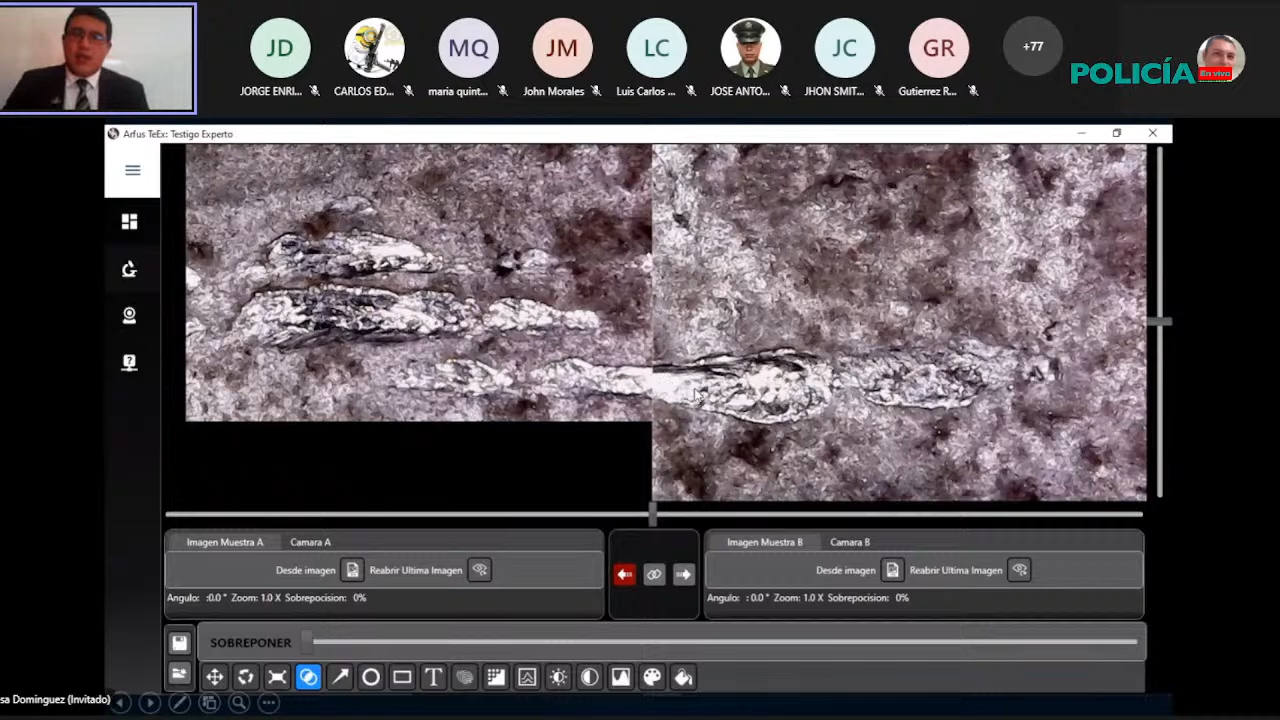 JD
MQ
JM
LC
JC
GR
+77
POLICÍA En vivo
JORGE ENRI...
CARLOS ED...
maria quint...
John Morales
Luis Carlos ...
JOSE ANTO...
JHON SMIT...
Gutierrez R...
Arfus TeEx: Testigo Experto
Imagen Muestra A
Camara A
Imagen Muestra B
Camara B
Desde imagen
Reabrir Ultima Imagen
Desde imagen
Reabrir Ultima Imagen
Angulo: :0.0 ° Zoom: 1.0 X Sobreposicion: 0%
Angulo: : 0.0 ° Zoom: 1.0 X Sobreposicion: 0%
SOBREPONER
T
sa Dominguez (Invitado)